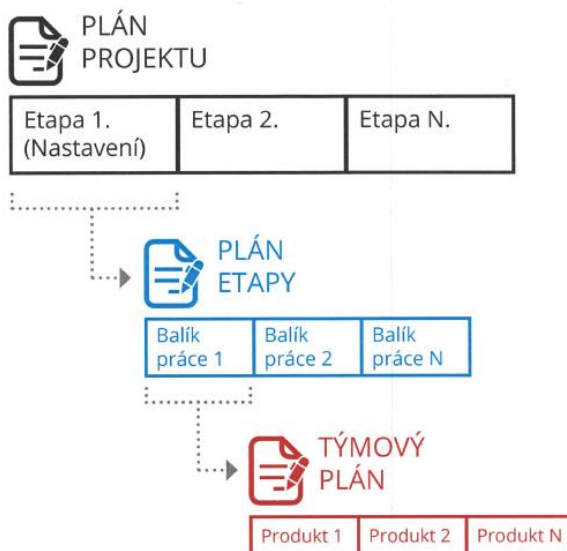 PLÁN
PROJEKTU
Etapa 1.
(Nastavení)
Etapa 2.
Etapa N.
PLÁN
ETAPY
Balík
práce 1
Balík
práce 2
Balík
práce N
TÝMOVÝ
PLÁN
Produkt 1
Produkt 2
Produkt N